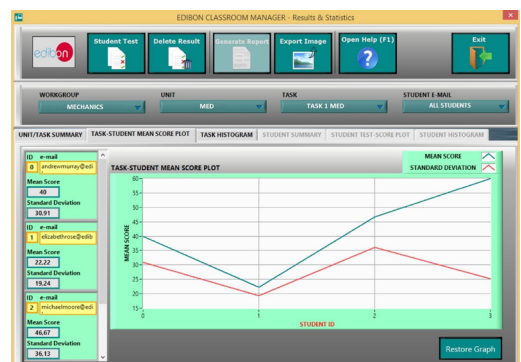 EDIBON CLASSROOM MANAGER - Results & Statistics
edibon
Student Test
Delete Result
Generate Report
Export Image
Open Help (F1)
Exit
WORKGROUP
UNIT
TASK
STUDENT E-MAIL
MECHANICS
MED
TASK 1 MED
ALL STUDENTS
UNIT/TASK SUMMARY
TASK-STUDENT MEAN SCORE PLOT
TASK HISTOGRAM
STUDENT SUMMARY
STUDENT TEST-SCORE PLOT
STUDENT HISTOGRAM
ID e-mail
0 andrewmurray@edi
Mean Score
40
Standard Deviation
30,91
ID e-mail
1 elizabethrose@edib
Mean Score
22,22
Standard Deviation
19,24
ID e-mail
2 michaelmoore@edi
Mean Score
46,67
Standard Deviation
36,13
TASK-STUDENT MEAN SCORE PLOT
MEAN SCORE
STANDARD DEVIATION
MEAN SCORE
60
55
50
45
40
35
30
25
20
15
0
1
2
3
STUDENT ID
Restore Graph